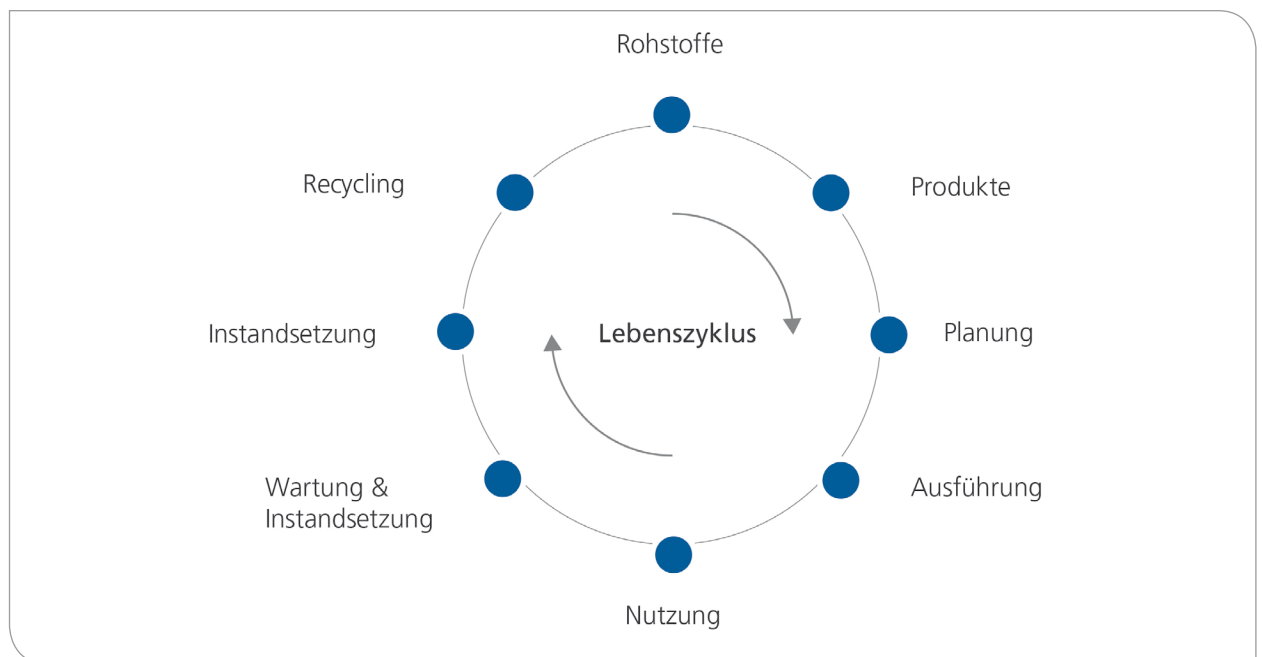 Rohstoffe
Recycling
Produkte
Instandsetzung
Lebenszyklus
Planung
Wartung &
Instandsetzung
Ausführung
Nutzung